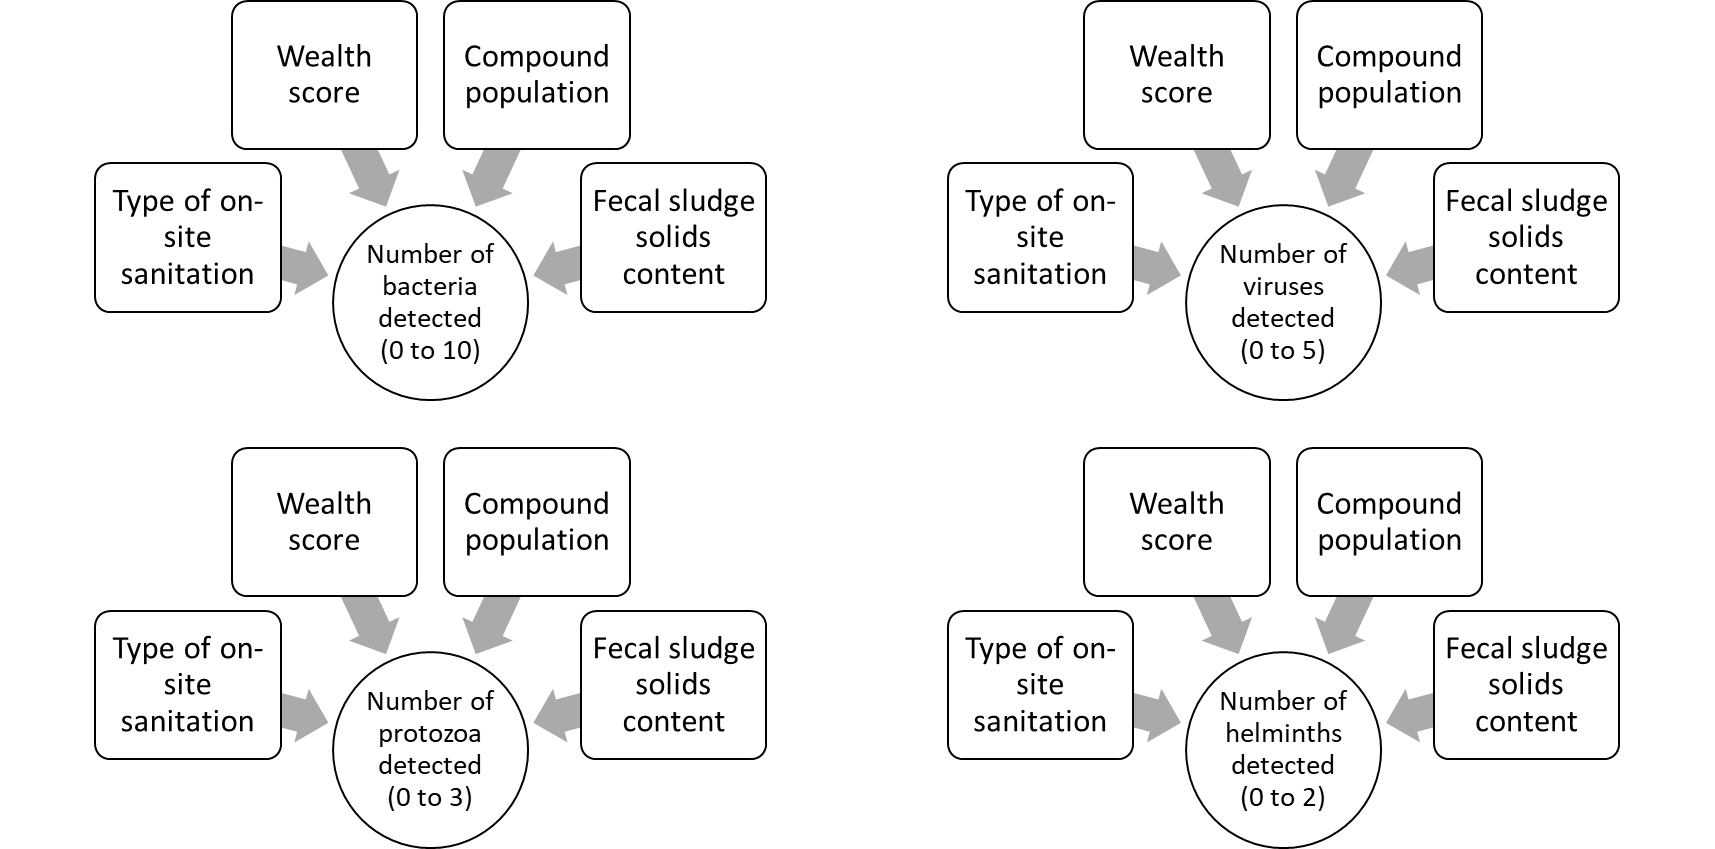 Wealth
score
Compound
population
Type of on-
site
sanitation
Fecal sludge
solids
content
Number of
bacteria
detected
(0 to 10)
Wealth
score
Compound
population
Type of on-
site
sanitation
Fecal sludge
solids
content
Number of
viruses
detected
(0 to 5)
Wealth
score
Compound
population
Type of on-
site
sanitation
Fecal sludge
solids
content
Number of
protozoa
detected
(0 to 3)
Wealth
score
Compound
population
Type of on-
site
sanitation
Fecal sludge
solids
content
Number of
helminths
detected
(0 to 2)